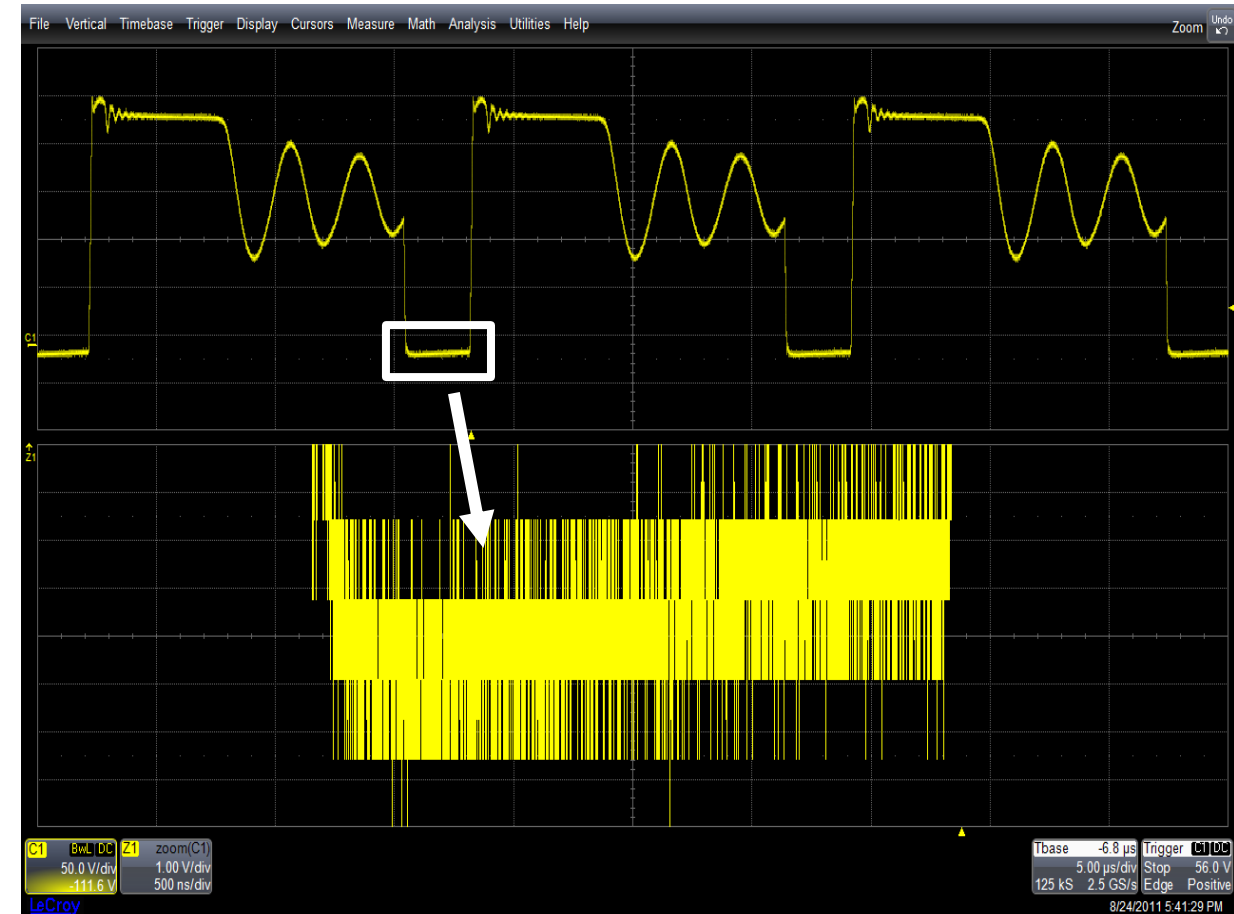 File Vertical Timebase Trigger Display Cursors Measure Math Analysis Utilities Help
Zoom
Undo
C1
Z1
C1 BwL DC
50.0 V/div
-111.6 V
Z1 zoom(C1)
1.00 V/div
500 ns/div
Tbase -6.8 µs
5.00 µs/div
125 kS 2.5 GS/s
Trigger C1 DC
Stop 56.0 V
Edge Positive
LeCroy
8/24/2011 5:41:29 PM